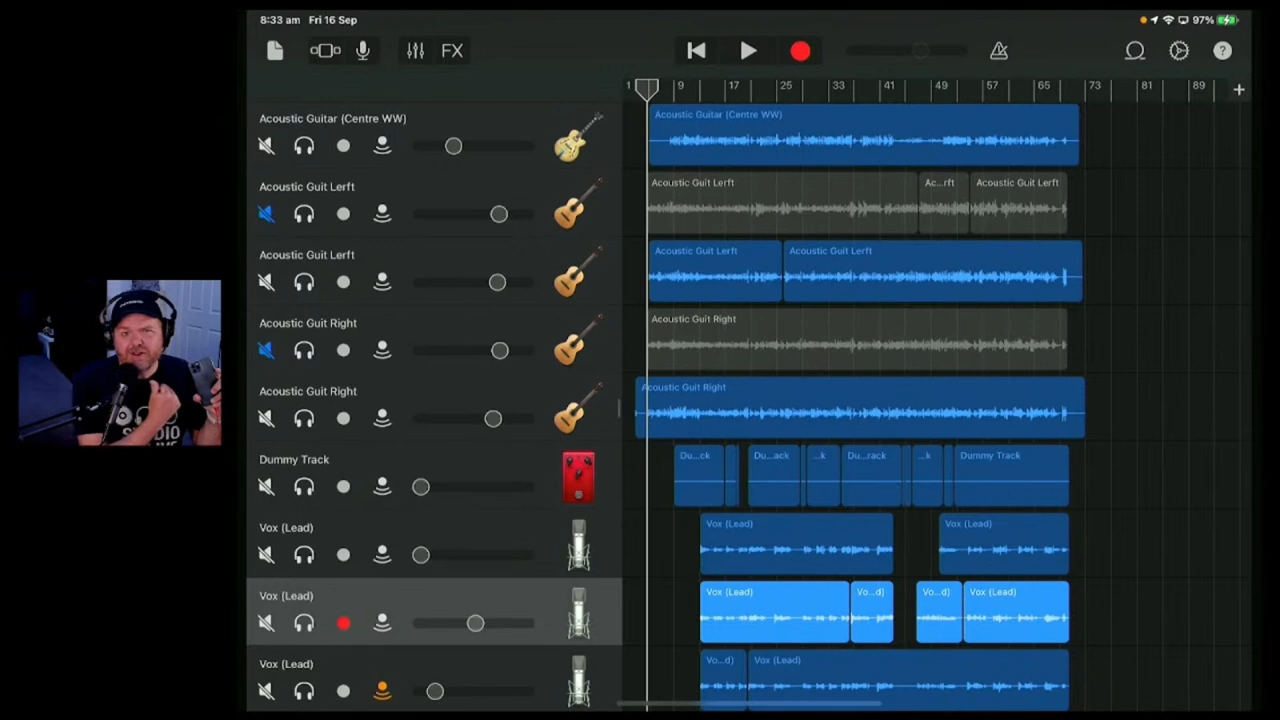 8:33 am Fri 16 Sep
97%
FX
1 9 17 25 33 41 49 57 65 73 81 89 +
?
Acoustic Guitar (Centre WW)
Acoustic Guitar (Centre WW)
Acoustic Guit Lerft
Acoustic Guit Lerft Ac...rft Acoustic Guit Lerft
Acoustic Guit Lerft
Acoustic Guit Lerft Acoustic Guit Lerft
Acoustic Guit Right
Acoustic Guit Right
Acoustic Guit Right
Acoustic Guit Right
Dummy Track
Du...ck Du...ack ...k Du...rack ...k Dummy Track
Vox (Lead)
Vox (Lead) Vox (Lead)
Vox (Lead)
Vox (Lead) Vo...d) Vo...d) Vox (Lead)
Vox (Lead)
Vo...d) Vox (Lead)
STUDIO